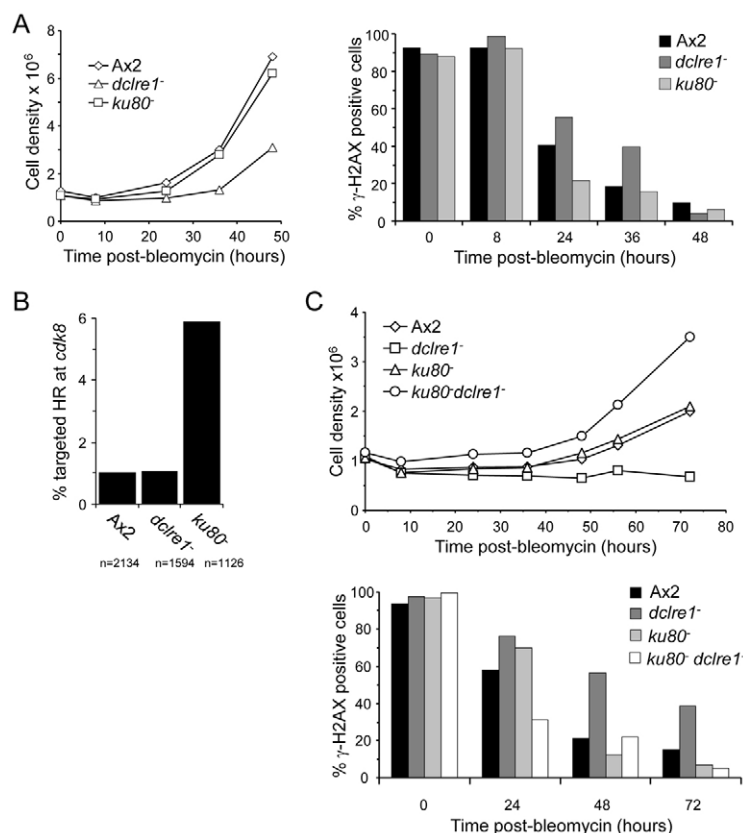 A
Cell density x 10⁶
8
6
4
2
0
0 10 20 30 40 50
Time post-bleomycin (hours)
Ax2
dclre1⁻
ku80⁻
% γ-H2AX positive cells
100
80
60
40
20
0
0 8 24 36 48
Time post-bleomycin (hours)
Ax2
dclre1⁻
ku80⁻
B
% targeted HR at cdk8
6
4
2
0
Ax2 dclre1⁻ ku80⁻
n=2134 n=1594 n=1126
C
Cell density x10⁶
4
3
2
1
0
0 10 20 30 40 50 60 70 80
Time post-bleomycin (hours)
Ax2
dclre1⁻
ku80⁻
ku80⁻dclre1⁻
% γ-H2AX positive cells
100
80
60
40
20
0
0 24 48 72
Time post-bleomycin (hours)
Ax2
dclre1⁻
ku80⁻
ku80⁻ dclre1⁻